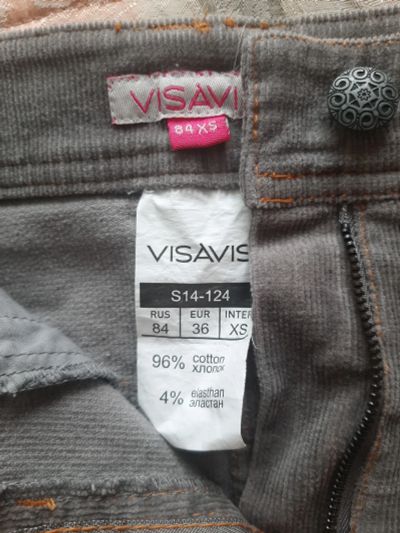 VISAVI
84 XS
VISAVIS
S14-124
RUS EUR INTER
84 36 XS
96% cotton
хлопок
4% elasthan
эластан